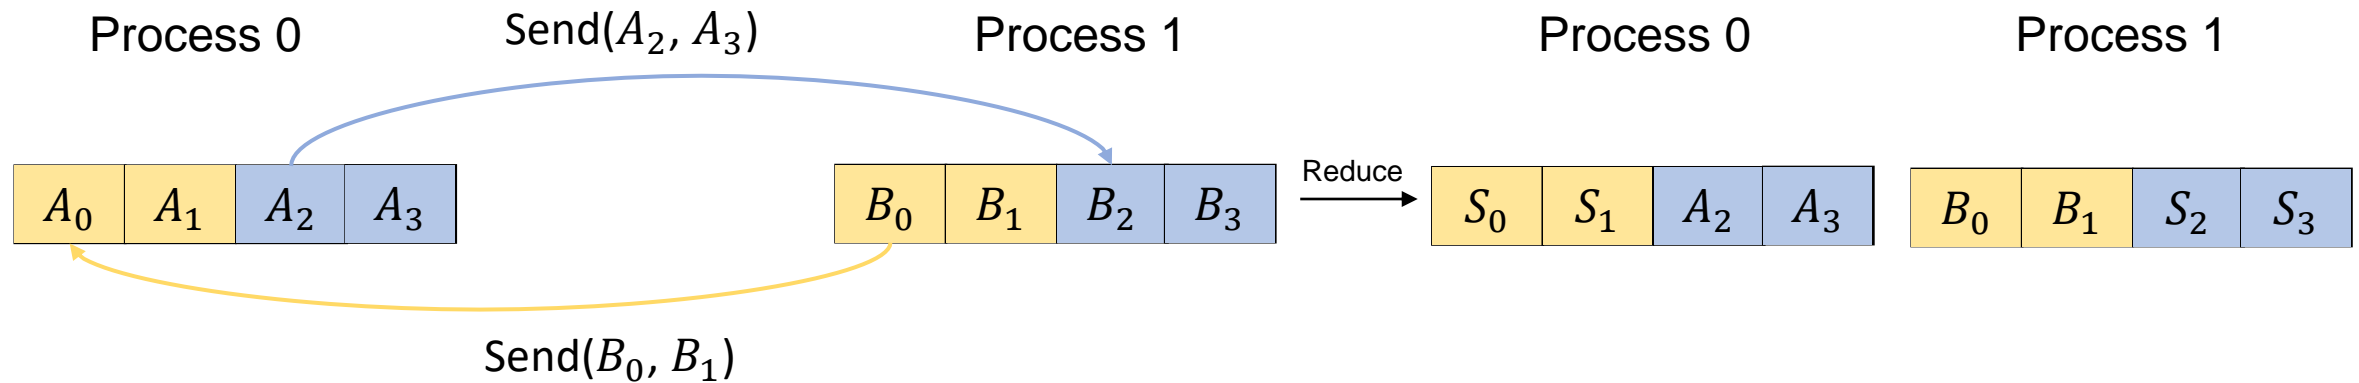 Process 0 Send(A₂, A₃) Process 1 Process 0 Process 1
A₀ A₁ A₂ A₃ B₀ B₁ B₂ B₃ Reduce S₀ S₁ A₂ A₃ B₀ B₁ S₂ S₃
Send(B₀, B₁)